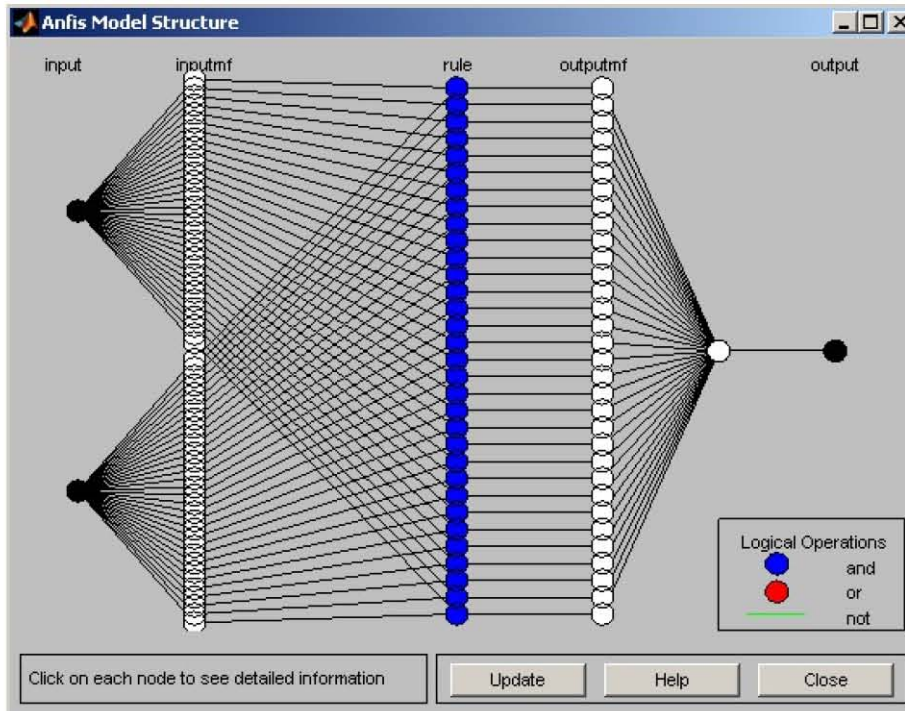 Anfis Model Structure
input inputmf rule outputmf output
Logical Operations
and
or
not
Click on each node to see detailed information
Update Help Close